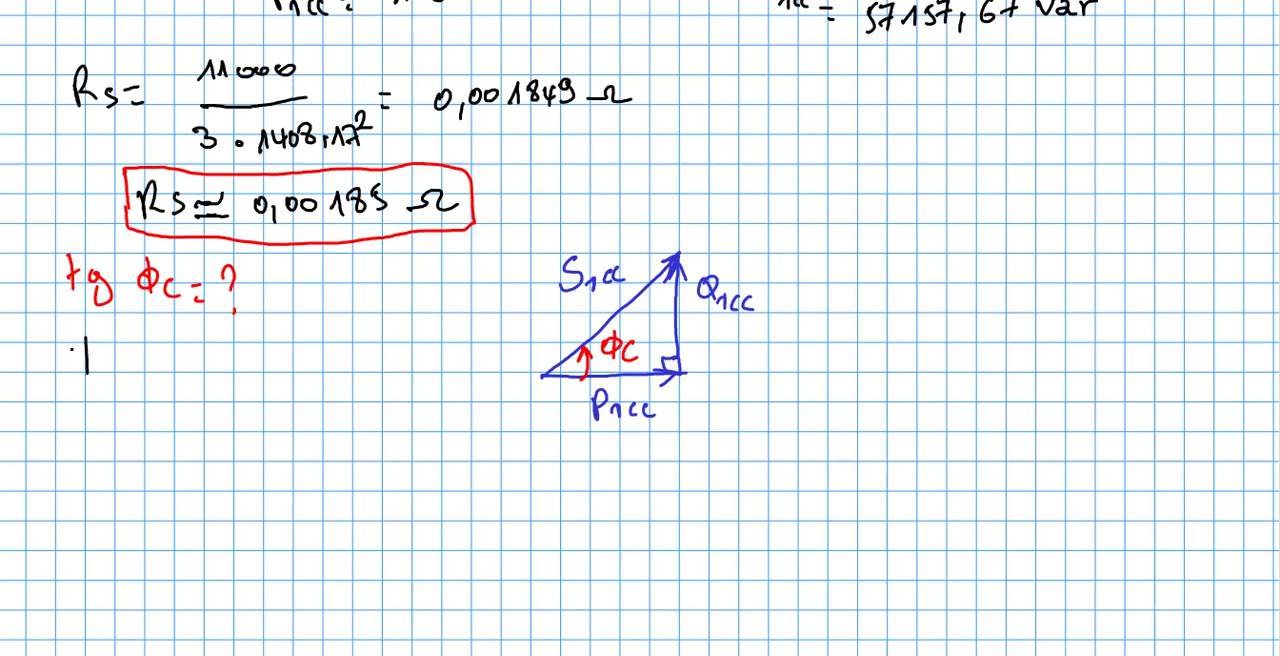 = 57157,67 Var
Rs = 11000 / 3 . 1408,17² = 0,001849 Ω
Rs ≃ 0,00185 Ω
tg ϕc = ?
S1cc
Q1cc
ϕc
P1cc